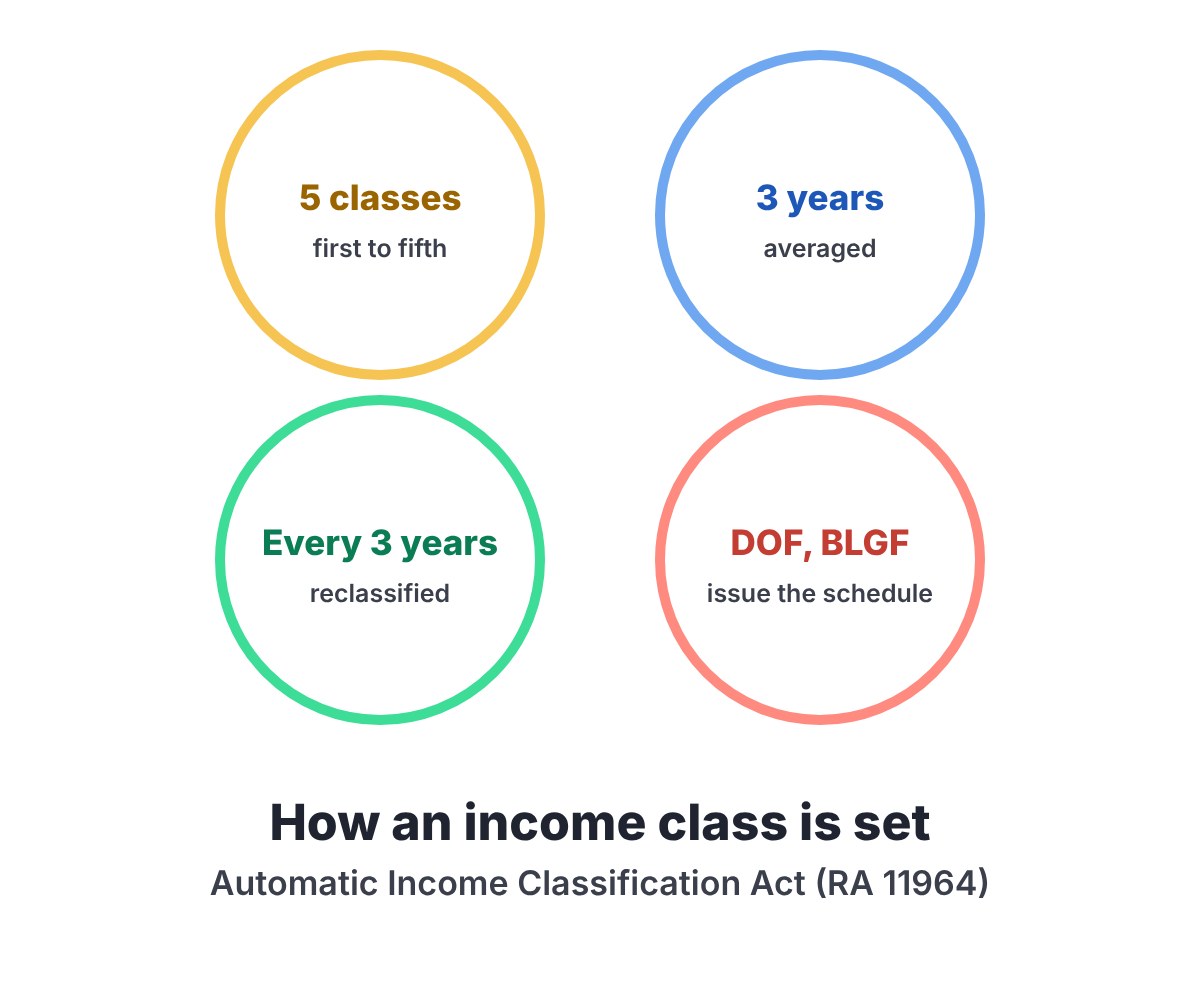 5 classes
first to fifth
3 years
averaged
Every 3 years
reclassified
DOF, BLGF
issue the schedule
How an income class is set
Automatic Income Classification Act (RA 11964)